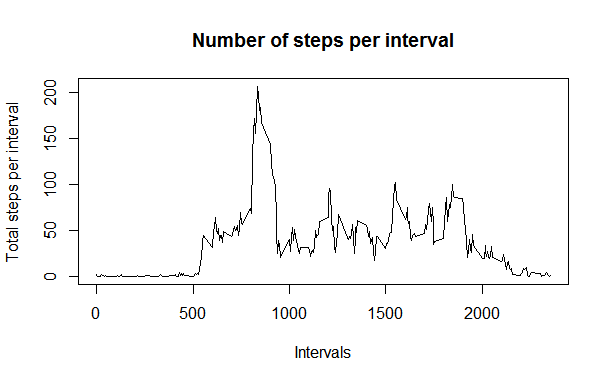 Number of steps per interval
Total steps per interval
200
150
100
50
0
0 500 1000 1500 2000
Intervals